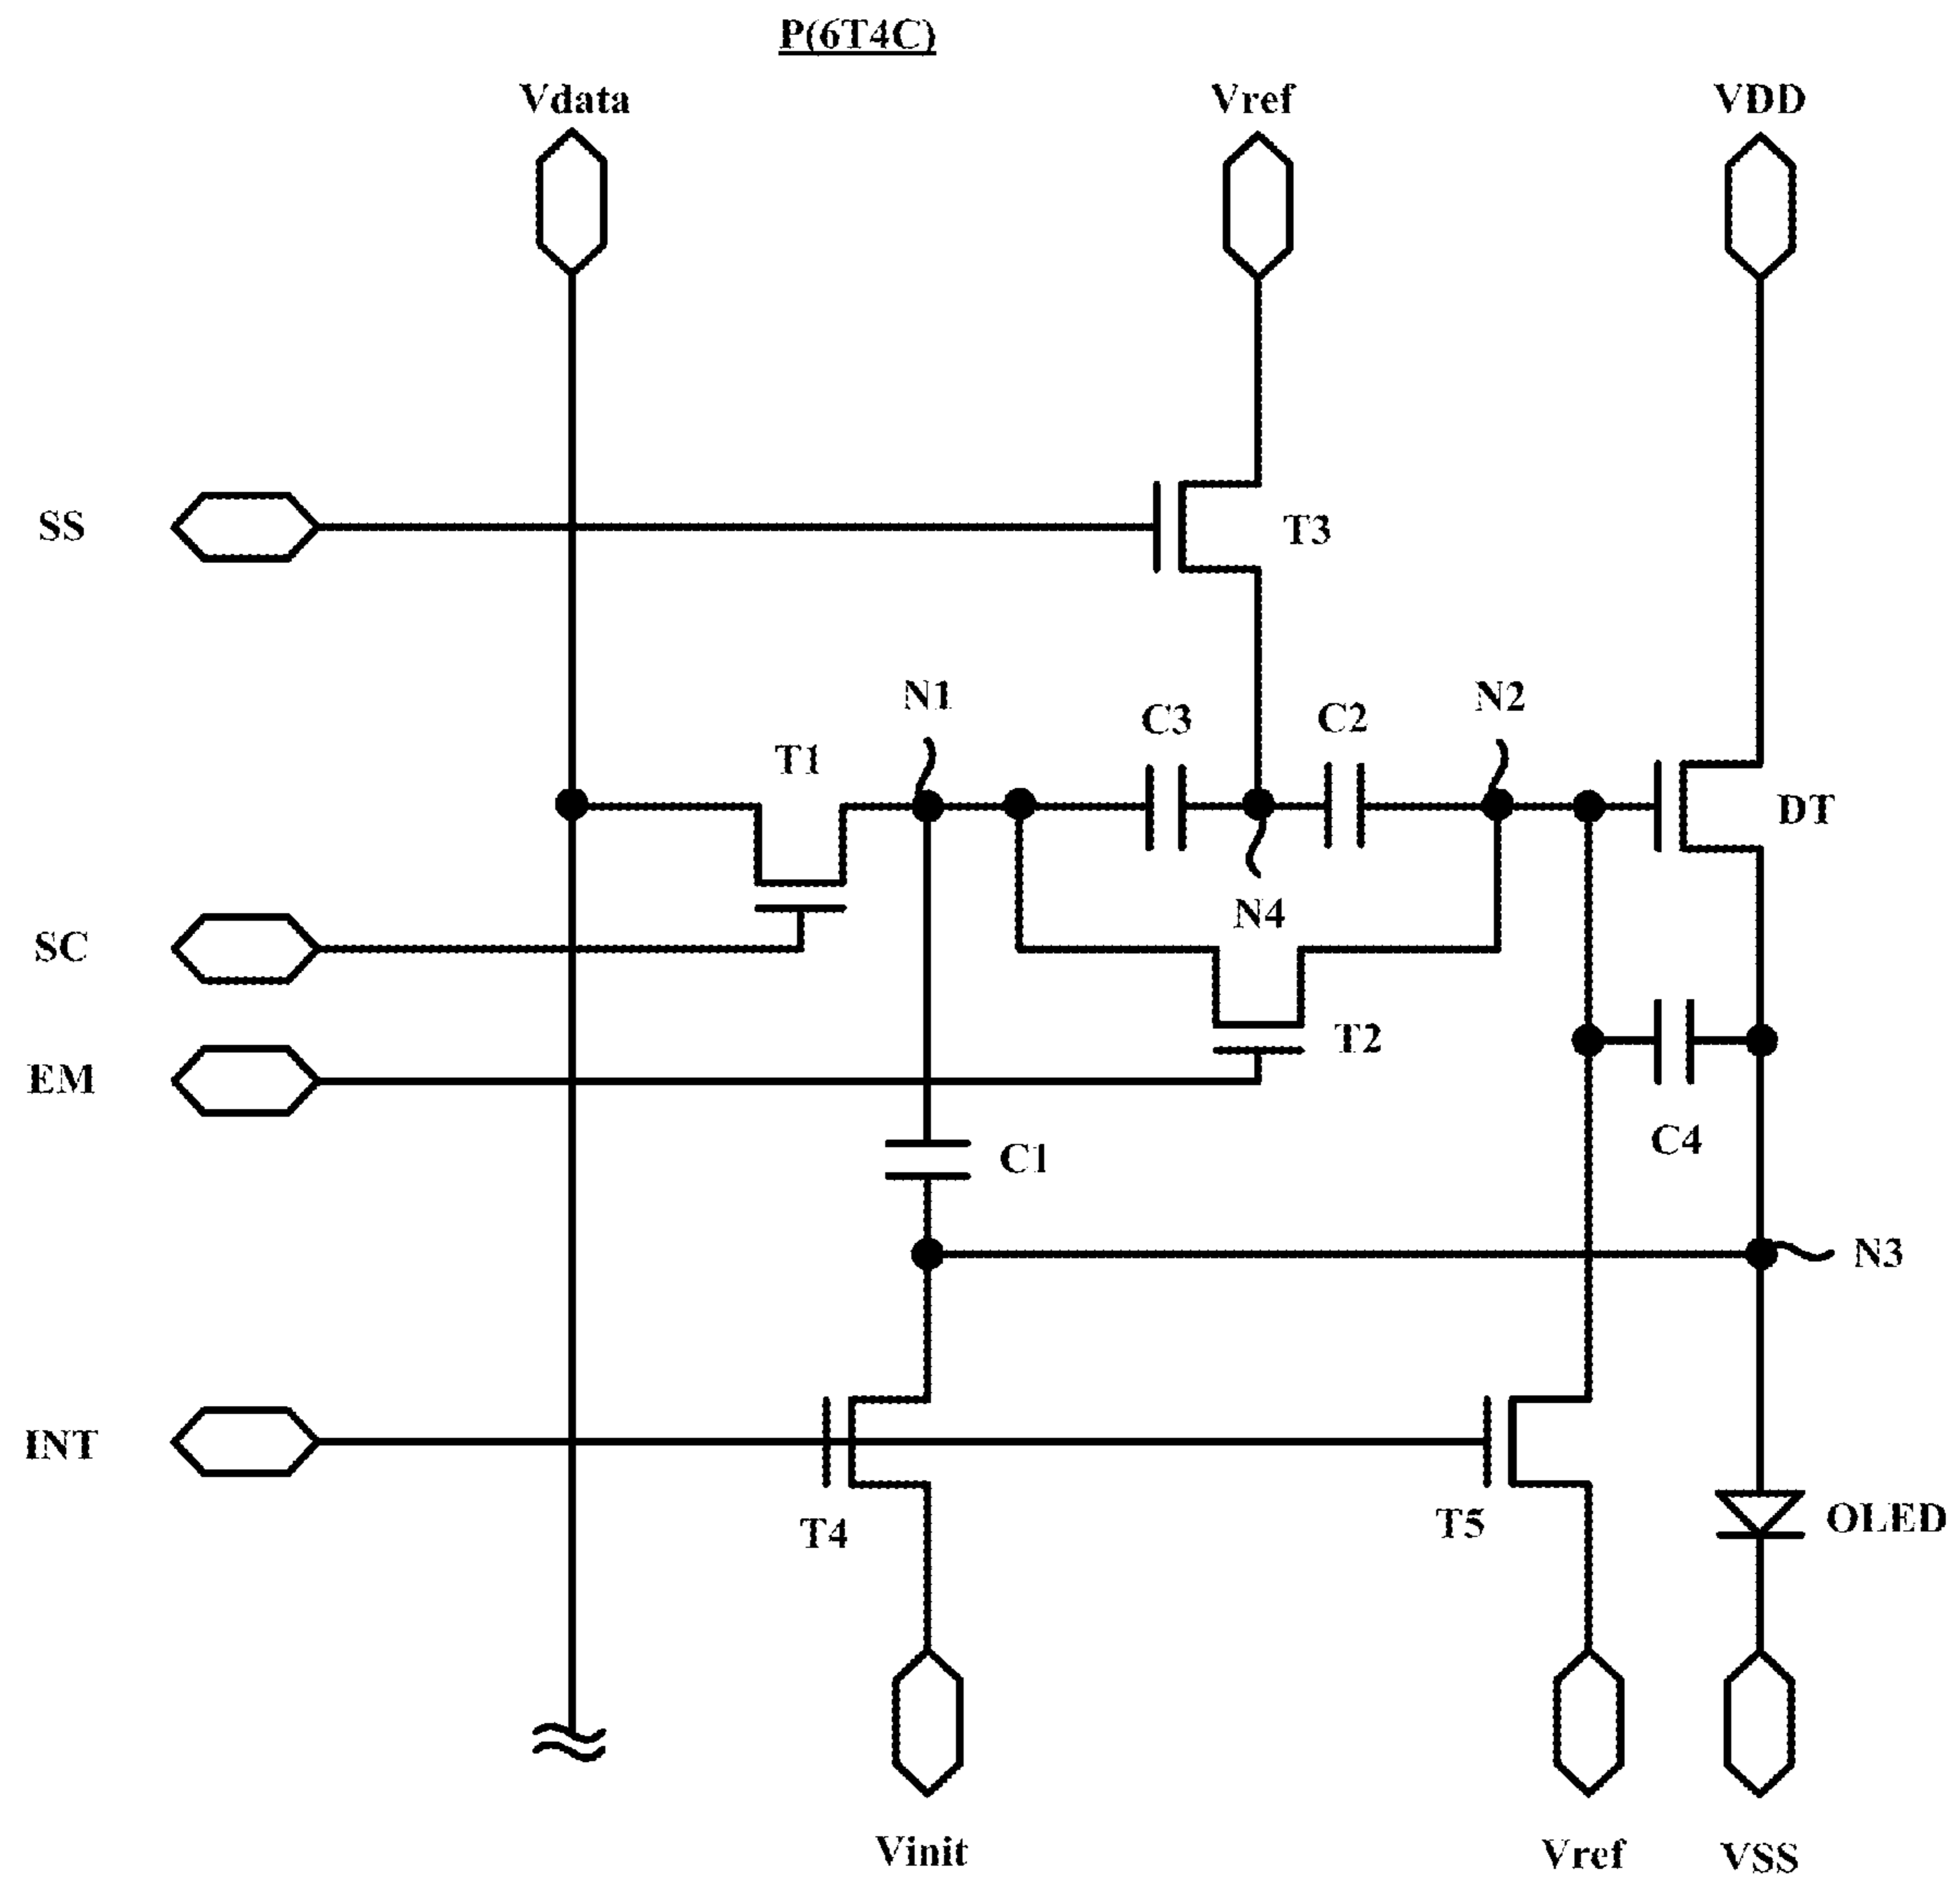 P(6T4C)
Vdata
Vref
VDD
SS
T3
N1
C3
C2
N2
T1
DT
N4
SC
T2
EM
C4
C1
N3
INT
T4
T5
OLED
Vinit
Vref
VSS